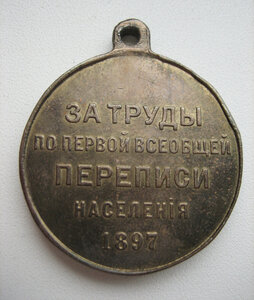 ЗА ТРУДЫ
ПО ПЕРВОЙ ВСЕОБЩЕЙ
ПЕРЕПИСИ
НАСЕЛЕНІЯ
1897